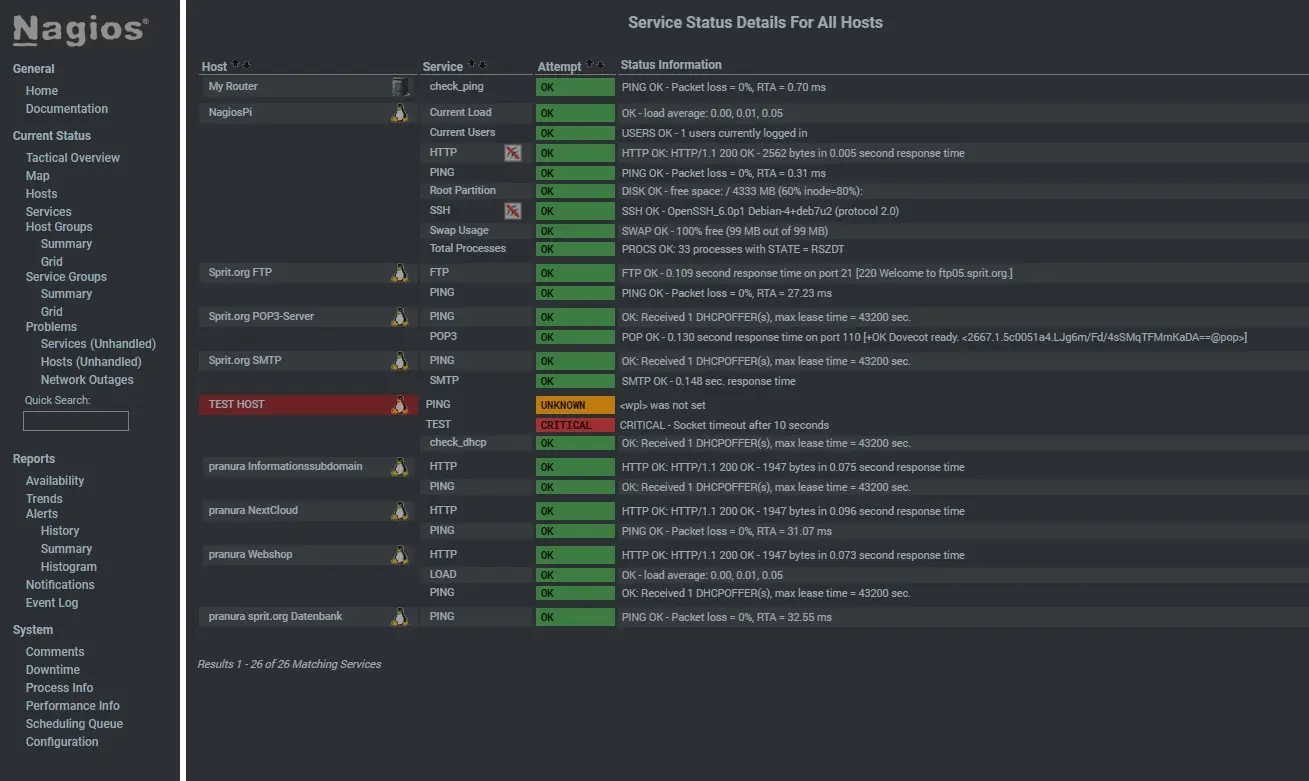 Nagios®
General
Home
Documentation
Current Status
Tactical Overview
Map
Hosts
Services
Host Groups
Summary
Grid
Service Groups
Summary
Grid
Problems
Services (Unhandled)
Hosts (Unhandled)
Network Outages
Quick Search:
Reports
Availability
Trends
Alerts
History
Summary
Histogram
Notifications
Event Log
System
Comments
Downtime
Process Info
Performance Info
Scheduling Queue
Configuration
Service Status Details For All Hosts
Host Service Attempt Status Information
My Router check_ping OK PING OK - Packet loss = 0%, RTA = 0.70 ms
NagiosPi Current Load OK OK - load average: 0.00, 0.01, 0.05
Current Users OK USERS OK - 1 users currently logged in
HTTP OK HTTP OK: HTTP/1.1 200 OK - 2562 bytes in 0.005 second response time
PING OK PING OK - Packet loss = 0%, RTA = 0.31 ms
Root Partition OK DISK OK - free space: / 4333 MB (60% inode=80%):
SSH OK SSH OK - OpenSSH_6.0p1 Debian-4+deb7u2 (protocol 2.0)
Swap Usage OK SWAP OK - 100% free (99 MB out of 99 MB)
Total Processes OK PROCS OK: 33 processes with STATE = RSZDT
Sprit.org FTP FTP OK FTP OK - 0.109 second response time on port 21 [220 Welcome to ftp05.sprit.org.]
PING OK PING OK - Packet loss = 0%, RTA = 27.23 ms
Sprit.org POP3-Server PING OK OK: Received 1 DHCPOFFER(s), max lease time = 43200 sec.
POP3 OK POP OK - 0.130 second response time on port 110 [+OK Dovecot ready. <2667.1.5c0051a4.LJg6m/Fd/4sSMqTFMmKaDA==@pop>]
Sprit.org SMTP PING OK OK: Received 1 DHCPOFFER(s), max lease time = 43200 sec.
SMTP OK SMTP OK - 0.148 sec. response time
TEST HOST PING UNKNOWN <wpl> was not set
TEST CRITICAL CRITICAL - Socket timeout after 10 seconds
check_dhcp OK OK: Received 1 DHCPOFFER(s), max lease time = 43200 sec.
pranura Informationssubdomain HTTP OK HTTP OK: HTTP/1.1 200 OK - 1947 bytes in 0.075 second response time
PING OK OK: Received 1 DHCPOFFER(s), max lease time = 43200 sec.
pranura NextCloud HTTP OK HTTP OK: HTTP/1.1 200 OK - 1947 bytes in 0.096 second response time
PING OK PING OK - Packet loss = 0%, RTA = 31.07 ms
pranura Webshop HTTP OK HTTP OK: HTTP/1.1 200 OK - 1947 bytes in 0.073 second response time
LOAD OK OK - load average: 0.00, 0.01, 0.05
PING OK OK: Received 1 DHCPOFFER(s), max lease time = 43200 sec.
pranura sprit.org Datenbank PING OK PING OK - Packet loss = 0%, RTA = 32.55 ms
Results 1 - 26 of 26 Matching Services